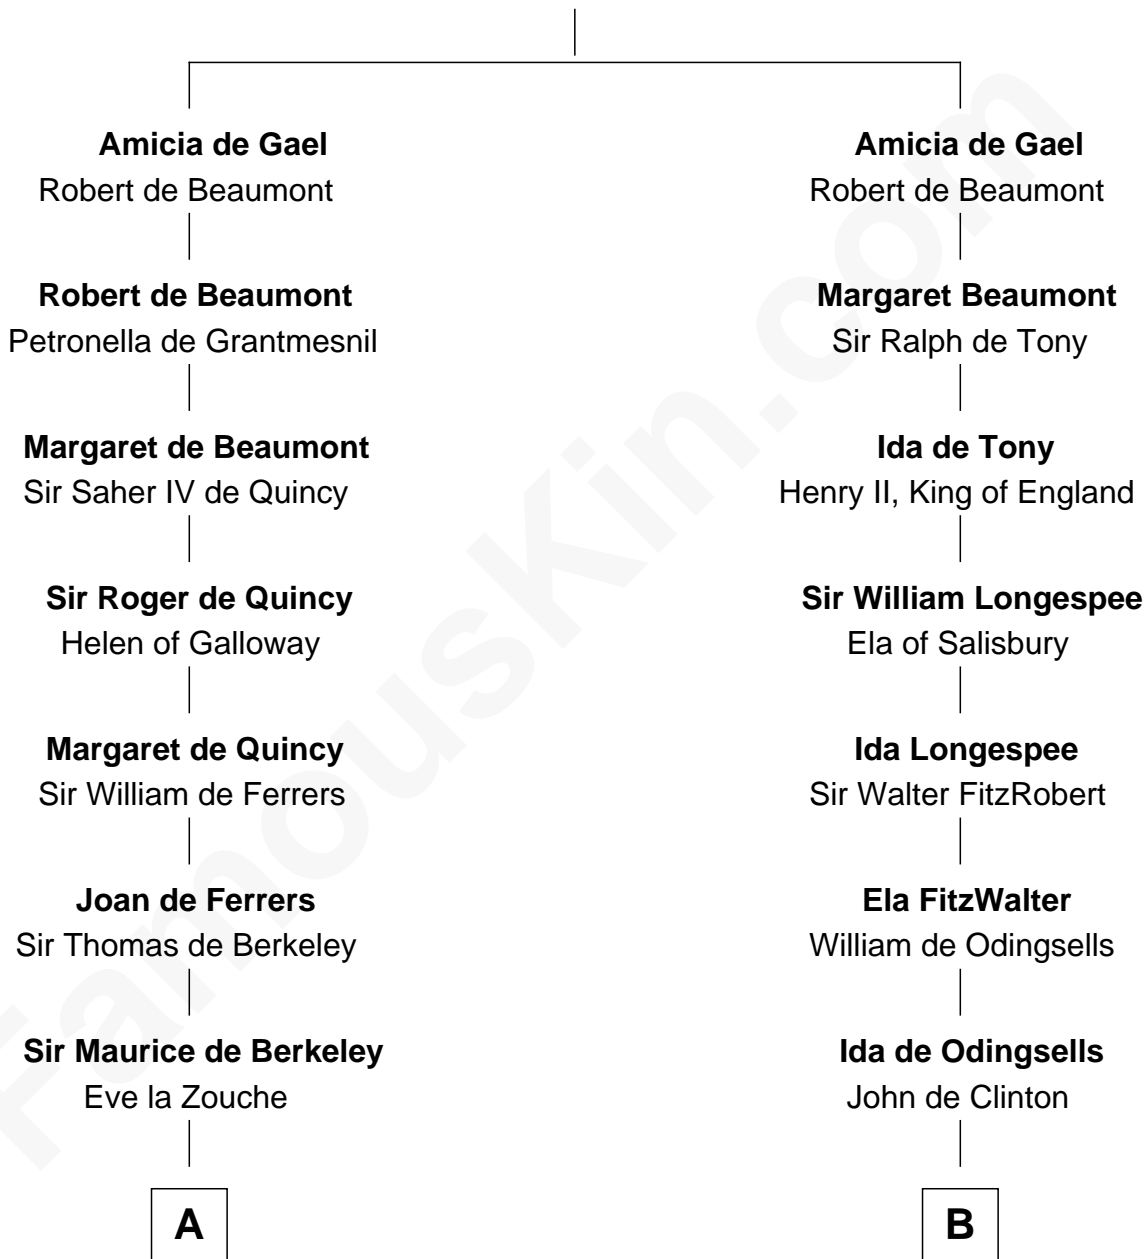 Amicia de Gael
Robert de Beaumont
Robert de Beaumont
Petronella de Grantmesnil
Margaret de Beaumont
Sir Saher IV de Quincy
Sir Roger de Quincy
Helen of Galloway
Margaret de Quincy
Sir William de Ferrers
Joan de Ferrers
Sir Thomas de Berkeley
Sir Maurice de Berkeley
Eve la Zouche
A
Amicia de Gael
Robert de Beaumont
Margaret Beaumont
Sir Ralph de Tony
Ida de Tony
Henry II, King of England
Sir William Longespee
Ela of Salisbury
Ida Longespee
Sir Walter FitzRobert
Ela FitzWalter
William de Odingsells
Ida de Odingsells
John de Clinton
B
FamousKin.com